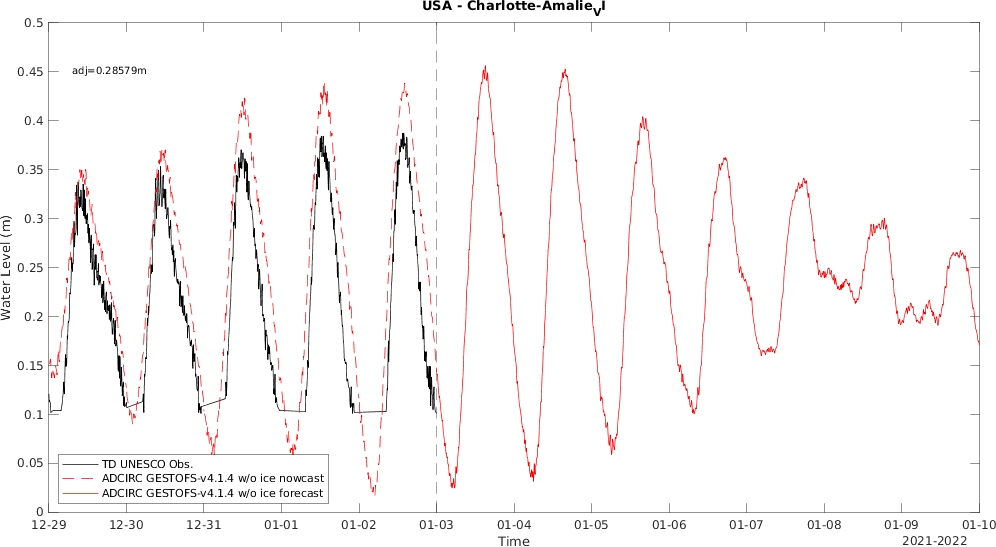 USA - Charlotte-Amalie_VI
0.5
0.45
0.4
0.35
0.3
0.25
0.2
0.15
0.1
0.05
0
Water Level (m)
adj=0.28579m
TD UNESCO Obs.
ADCIRC GESTOFS-v4.1.4 w/o ice nowcast
ADCIRC GESTOFS-v4.1.4 w/o ice forecast
12-29 12-30 12-31 01-01 01-02 01-03 01-04 01-05 01-06 01-07 01-08 01-09 01-10
Time
2021-2022